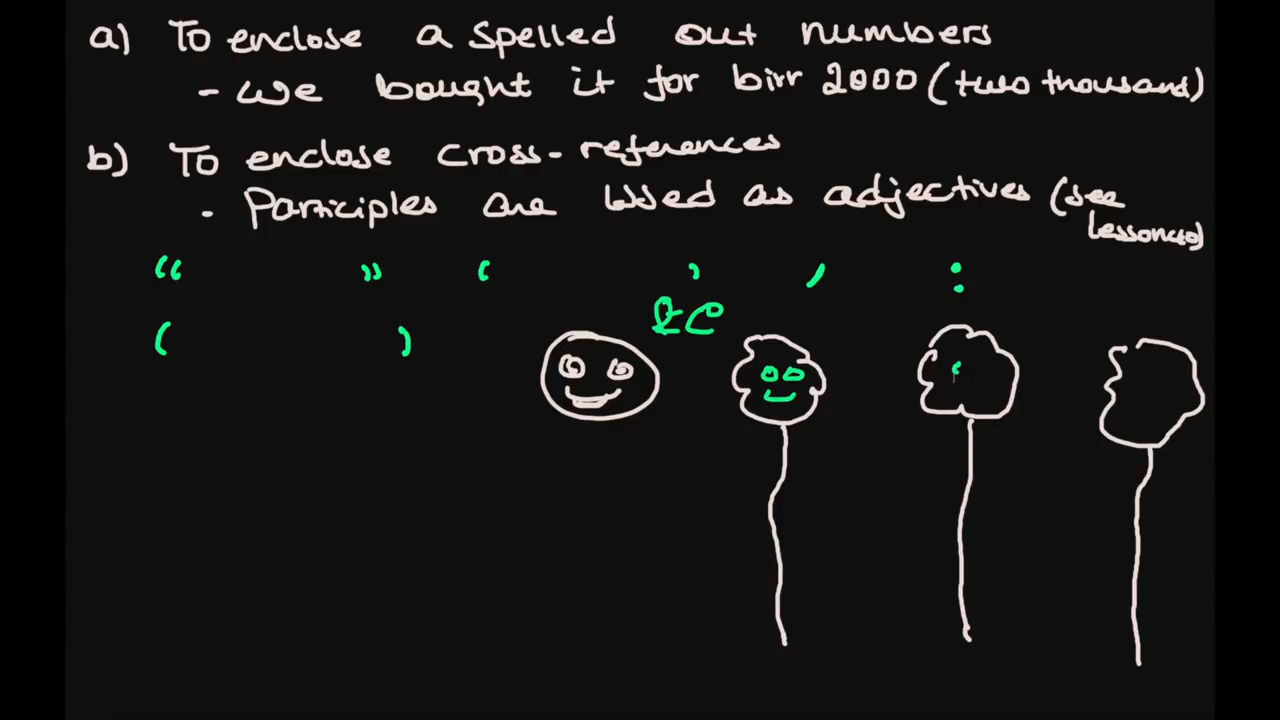 a) To enclose a spelled out numbers
- we bought it for birr 2000 (two thousand)
b) To enclose cross-references
· Participles are used as adjectives (see
“ ” ‘ ’ , :
( )